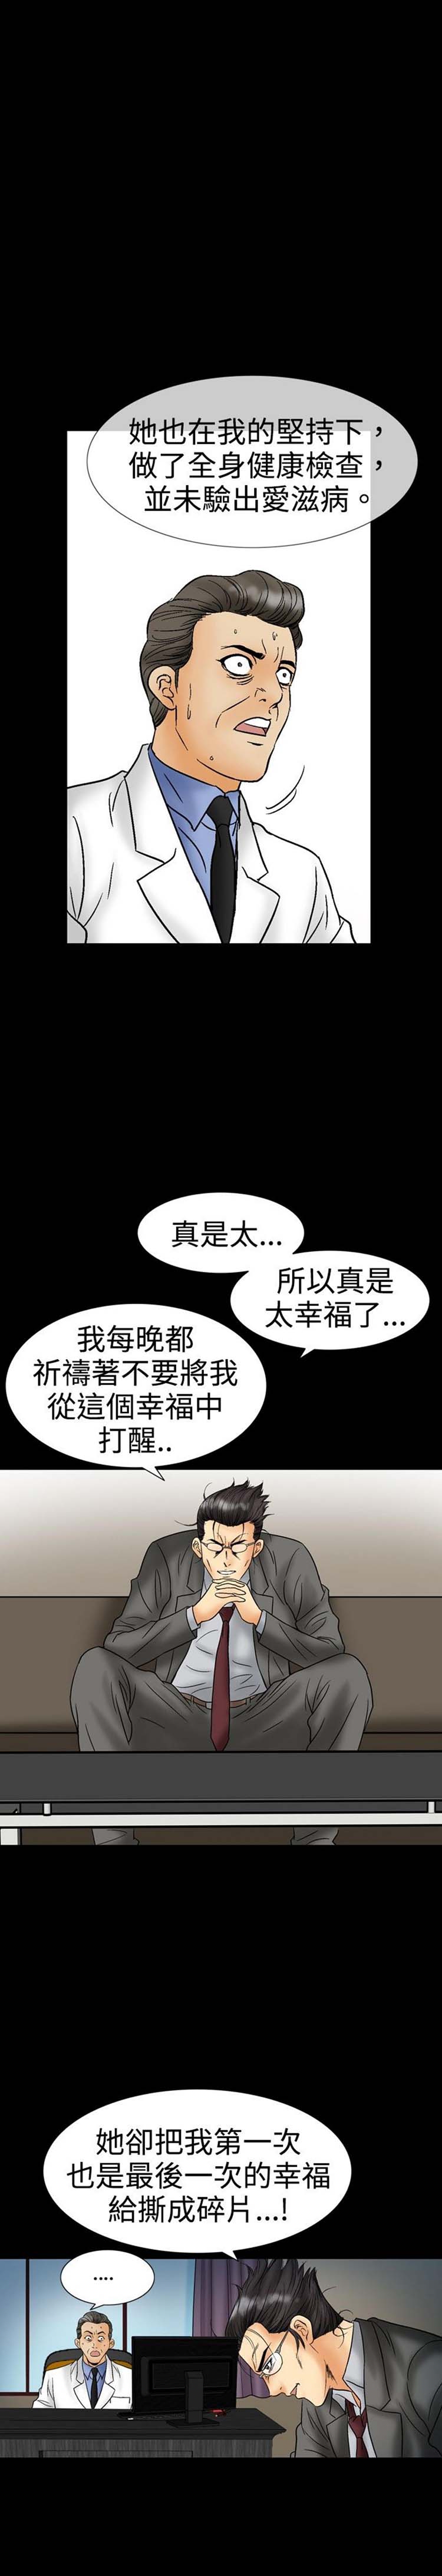 她也在我的堅持下，
做了全身健康檢查，
並未驗出愛滋病。
真是太...
所以真是
太幸福了...
我每晚都
祈禱著不要將我
從這個幸福中
打醒..
她卻把我第一次
也是最後一次的幸福
給撕成碎片...!
....